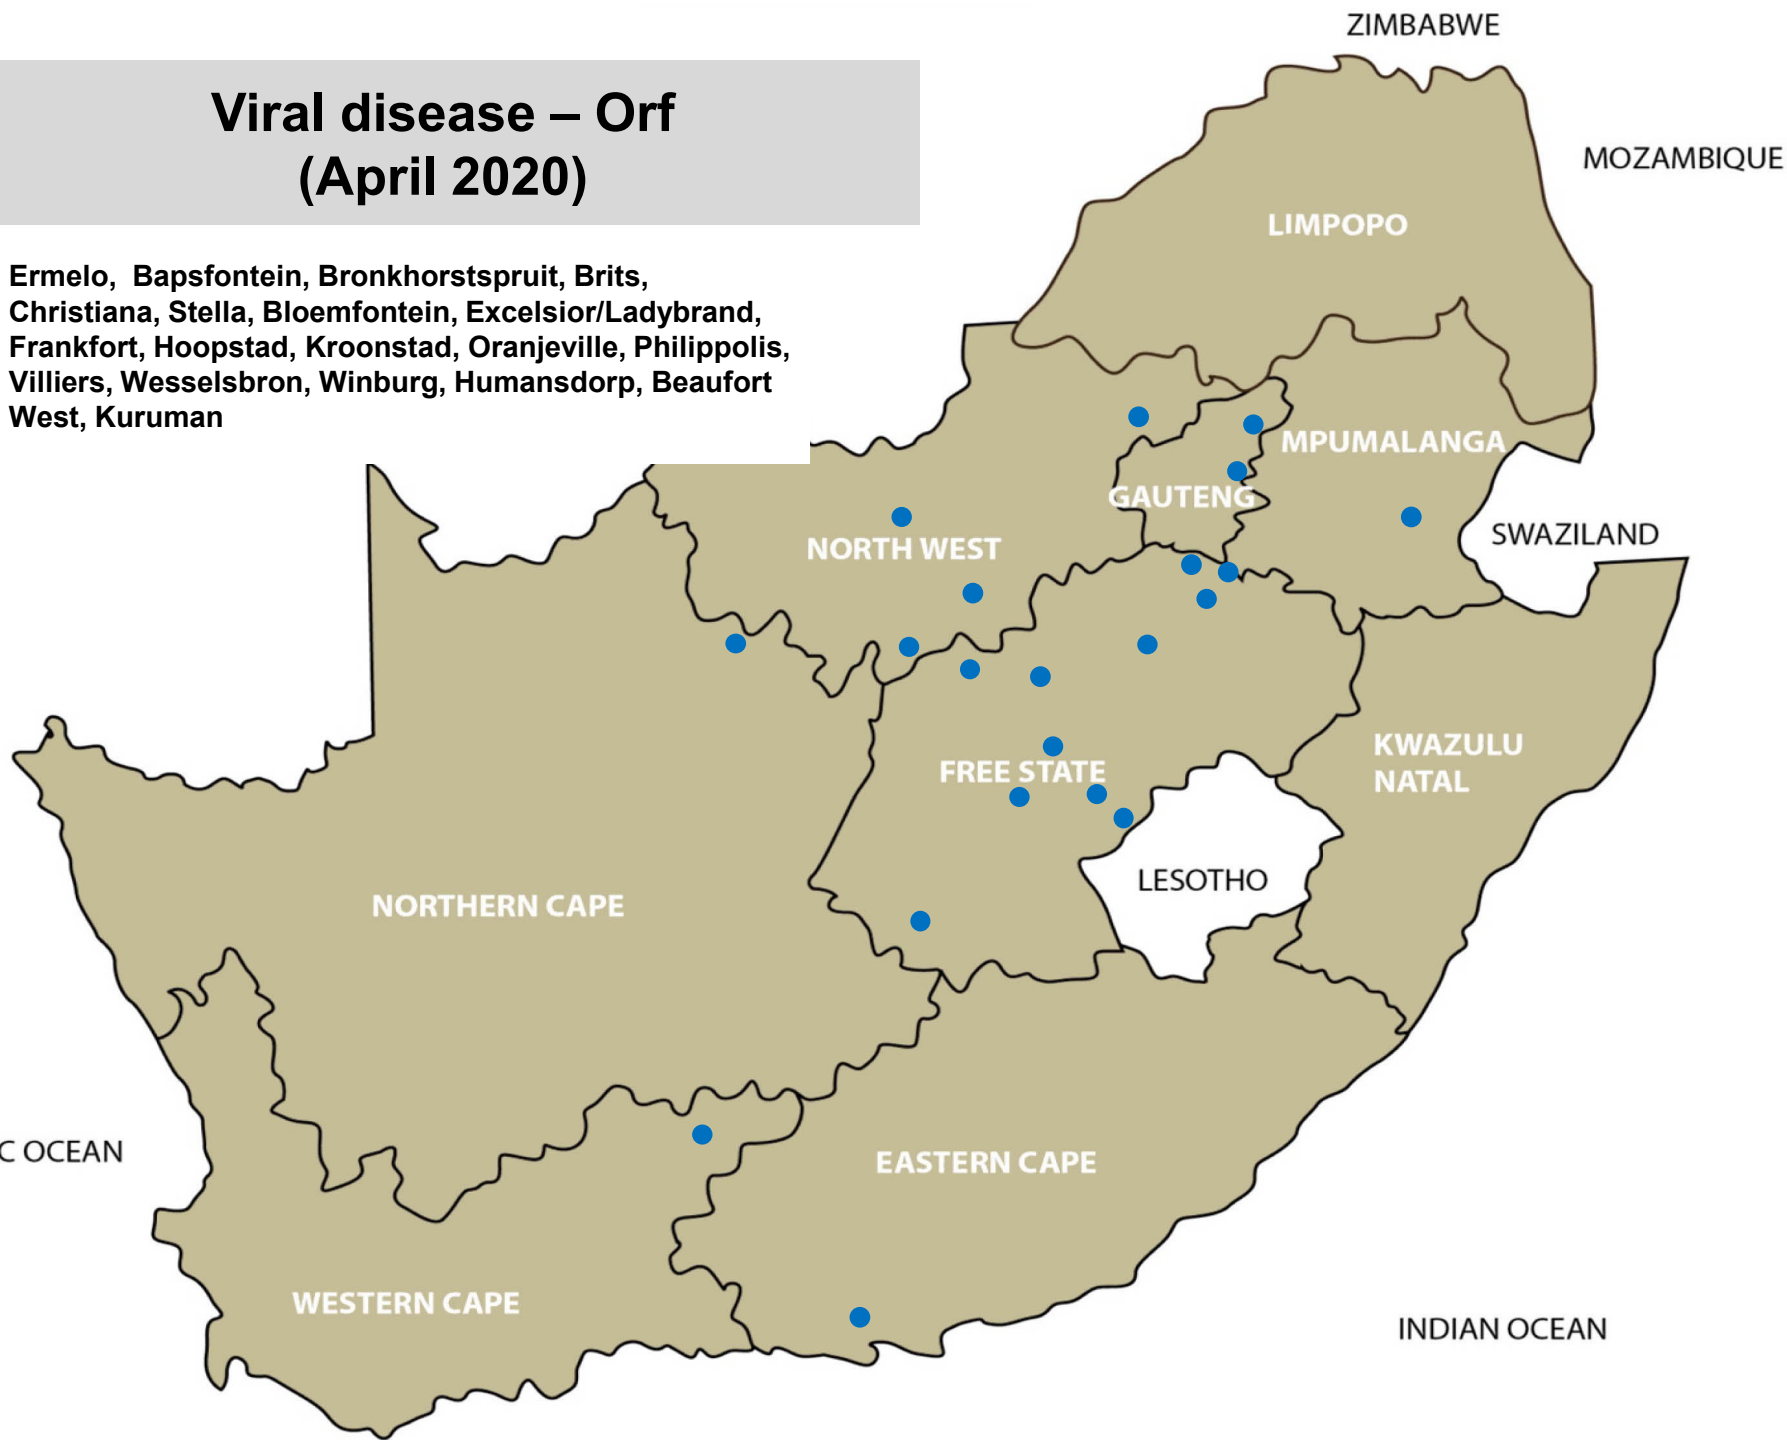 ZIMBABWE
Viral disease – Orf
(April 2020)
MOZAMBIQUE
LIMPOPO
Ermelo, Bapsfontein, Bronkhorstspruit, Brits,
Christiana, Stella, Bloemfontein, Excelsior/Ladybrand,
Frankfort, Hoopstad, Kroonstad, Oranjeville, Philippolis,
Villiers, Wesselsbron, Winburg, Humansdorp, Beaufort
West, Kuruman
MPUMALANGA
GAUTENG
SWAZILAND
NORTH WEST
KWAZULU
NATAL
FREE STATE
LESOTHO
NORTHERN CAPE
C OCEAN
EASTERN CAPE
WESTERN CAPE
INDIAN OCEAN